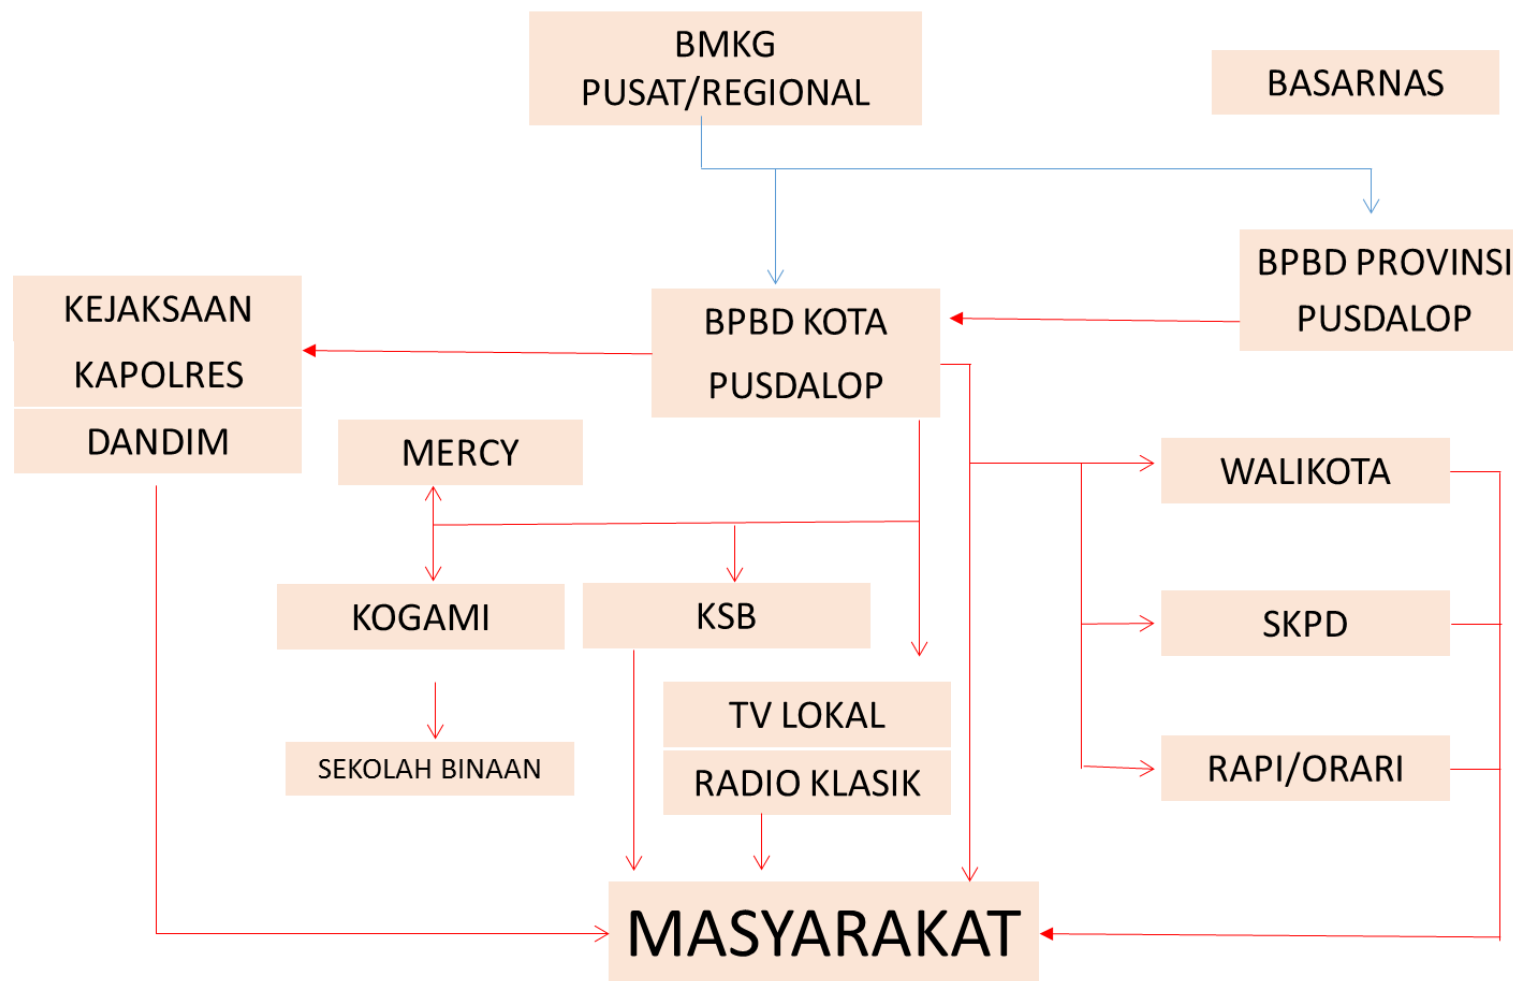 BMKG
PUSAT/REGIONAL
BASARNAS
BPBD PROVINSI
PUSDALOP
KEJAKSAAN
KAPOLRES
DANDIM
BPBD KOTA
PUSDALOP
MERCY
WALIKOTA
KOGAMI
KSB
SKPD
TV LOKAL
RADIO KLASIK
SEKOLAH BINAAN
RAPI/ORARI
MASYARAKAT